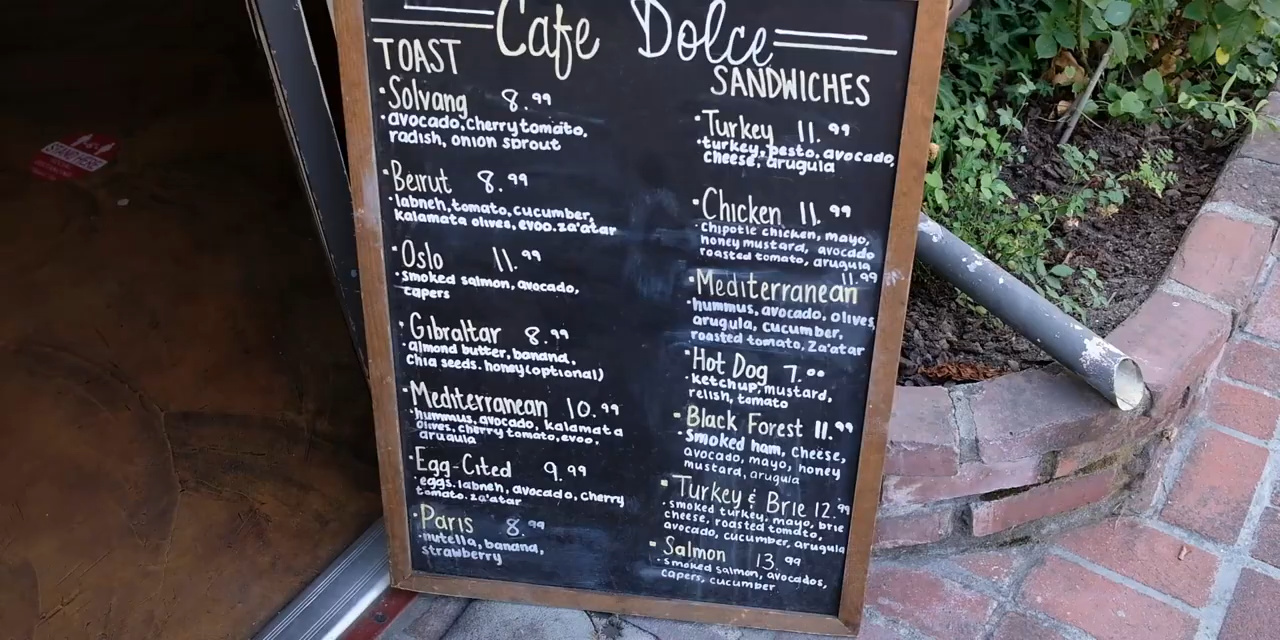 Cafe Dolce
TOAST
·Solvang 8.99
·avocado, cherry tomato,
radish, onion sprout
·Beirut 8.99
·labneh, tomato, cucumber,
kalamata olives, evoo, za'atar
·Oslo 11.99
·smoked salmon, avocado,
capers
·Gibraltar 8.99
·almond butter, banana,
chia seeds, honey(optional)
·Mediterranean 10.99
·hummus, avocado, kalamata
olives, cherry tomato, evoo,
arugula
·Egg-Cited 9.99
·eggs, labneh, avocado, cherry
tomato, za'atar
·Paris 8.99
·nutella, banana,
strawberry
SANDWICHES
·Turkey 11.99
·turkey, pesto, avocado,
cheese, arugula
·Chicken 11.99
·chipotle chicken, mayo,
honey mustard, avocado
roasted tomato, arugula
11.99
·Mediterranean
·hummus, avocado, olives,
arugula, cucumber,
roasted tomato, za'atar
·Hot Dog 7.00
·ketchup, mustard,
relish, tomato
·Black Forest 11.99
·smoked ham, cheese,
avocado, mayo, honey
mustard, arugula
·Turkey & Brie 12.99
·smoked turkey, mayo, brie
cheese, roasted tomato,
avocado, cucumber, arugula
·Salmon 13.99
·smoked salmon, avocados,
capers, cucumber
STAND HERE